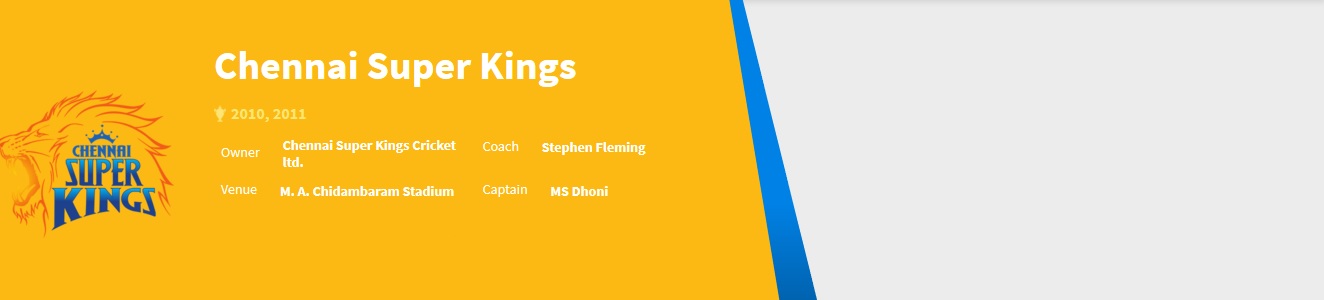 Chennai Super Kings
2010, 2011
Owner Chennai Super Kings Cricket ltd.
Coach Stephen Fleming
Venue M. A. Chidambaram Stadium
Captain MS Dhoni
CHENNAI
SUPER
KINGS